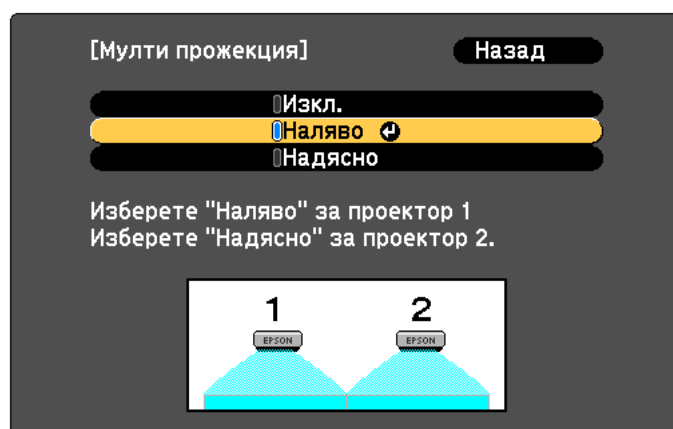 [Мулти прожекция] Назад
Изкл.
Наляво
Надясно
Изберете "Наляво" за проектор 1
Изберете "Надясно" за проектор 2.
1 2
EPSON EPSON